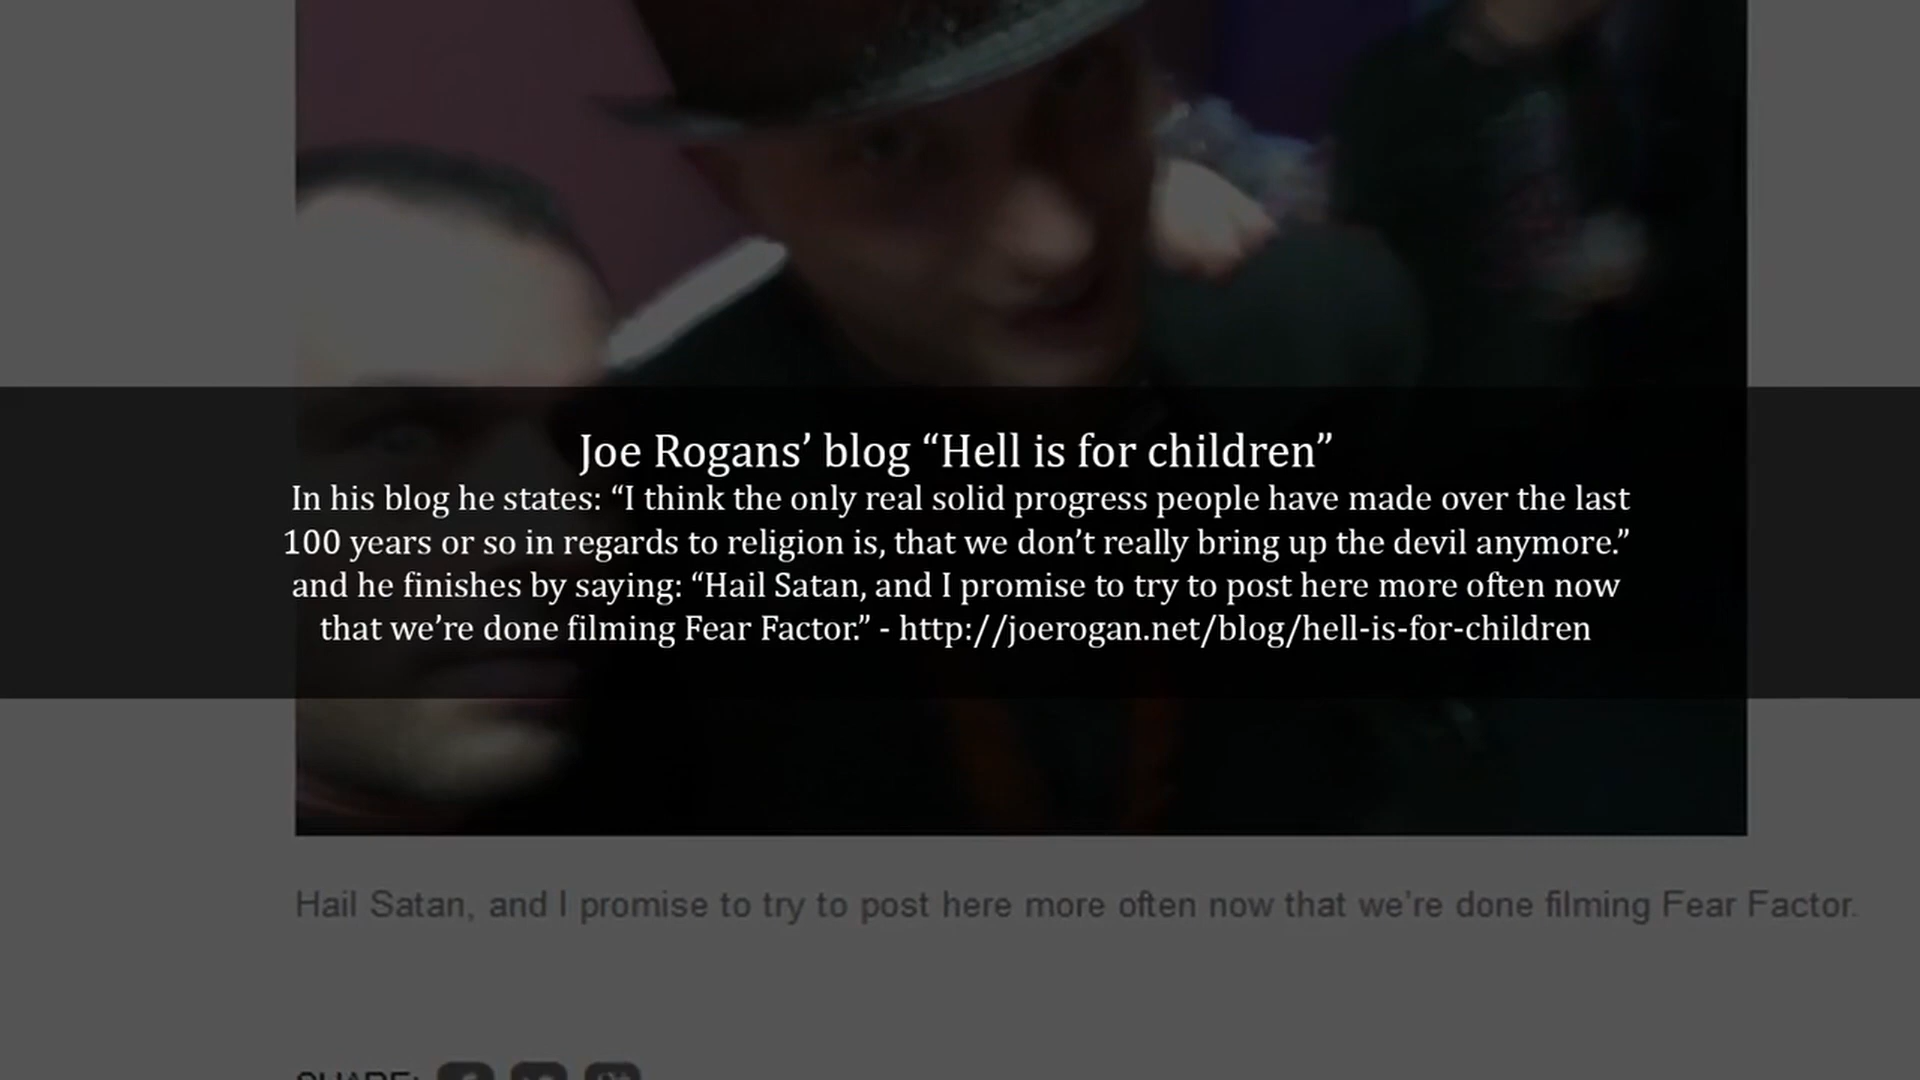 Joe Rogans’ blog “Hell is for children”
In his blog he states: “I think the only real solid progress people have made over the last
100 years or so in regards to religion is, that we don’t really bring up the devil anymore.”
and he finishes by saying: “Hail Satan, and I promise to try to post here more often now
that we’re done filming Fear Factor.” - http://joerogan.net/blog/hell-is-for-children
Hail Satan, and I promise to try to post here more often now that we're done filming Fear Factor.
SHARE: